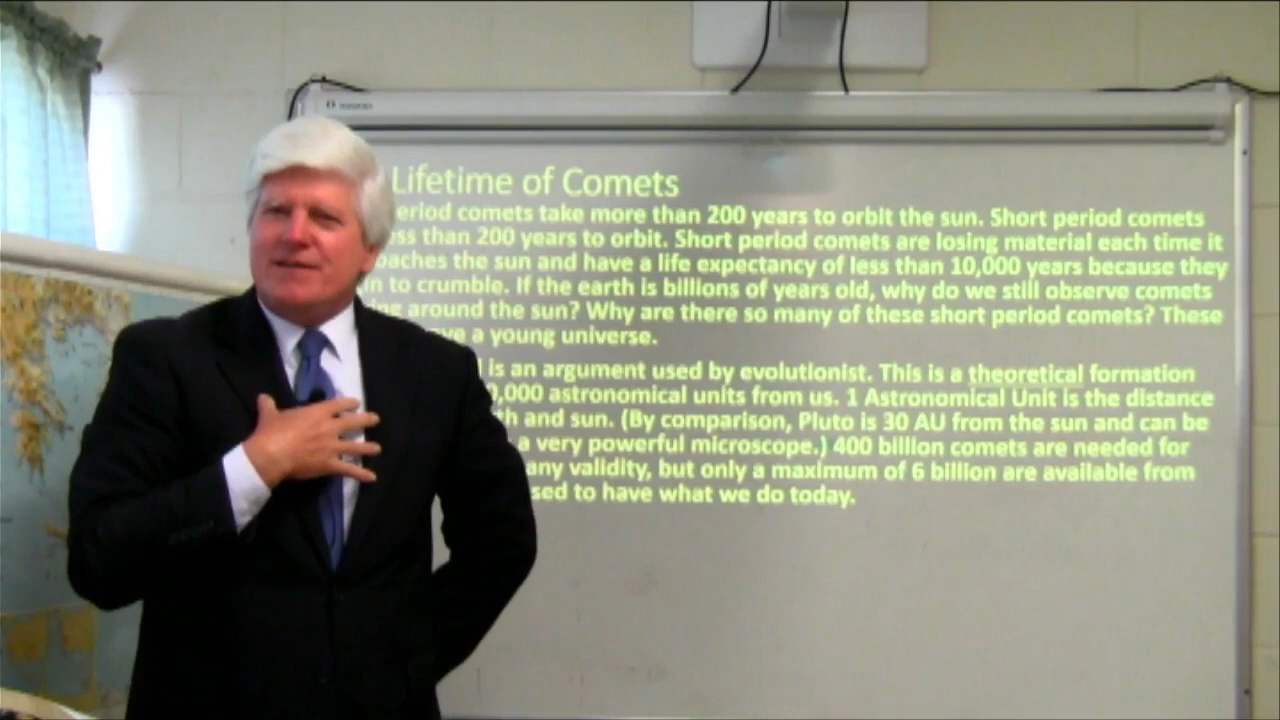 Lifetime of Comets
eriod comets take more than 200 years to orbit the sun. Short period comets
ess than 200 years to orbit. Short period comets are losing material each time it
oaches the sun and have a life expectancy of less than 10,000 years because they
in to crumble. If the earth is billions of years old, why do we still observe comets
ng around the sun? Why are there so many of these short period comets? These
ve a young universe.
is an argument used by evolutionist. This is a theoretical formation
0,000 astronomical units from us. 1 Astronomical Unit is the distance
th and sun. (By comparison, Pluto is 30 AU from the sun and can be
a very powerful microscope.) 400 billion comets are needed for
any validity, but only a maximum of 6 billion are available from
sed to have what we do today.